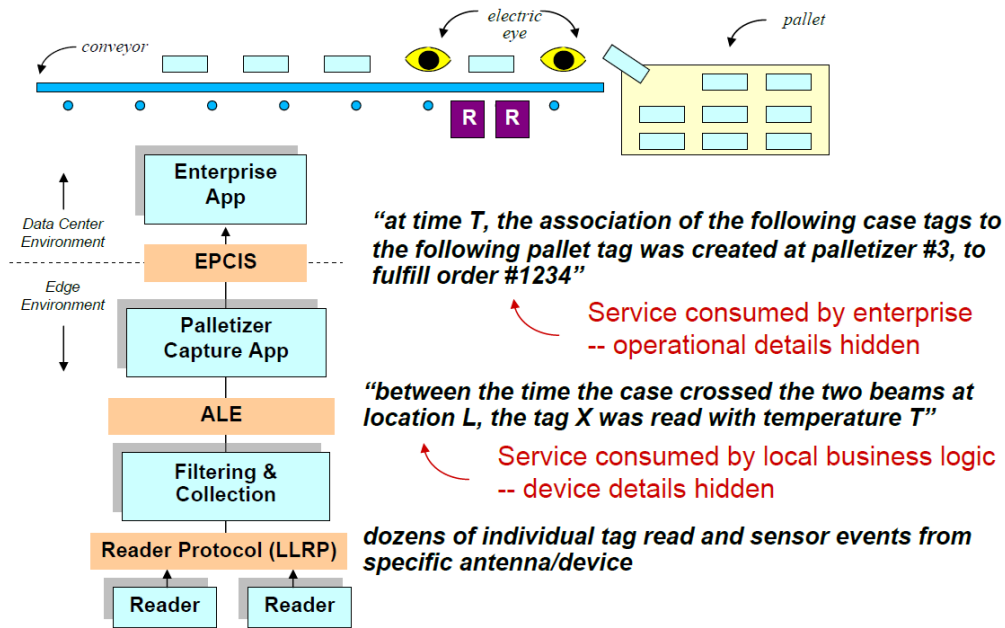 electric
eye
pallet
conveyor
R R
Enterprise
App
Data Center
Environment
“at time T, the association of the following case tags to
the following pallet tag was created at palletizer #3, to
fulfill order #1234”
EPCIS
Edge
Environment
Service consumed by enterprise
-- operational details hidden
Palletizer
Capture App
“between the time the case crossed the two beams at
location L, the tag X was read with temperature T”
ALE
Service consumed by local business logic
-- device details hidden
Filtering &
Collection
dozens of individual tag read and sensor events from
specific antenna/device
Reader Protocol (LLRP)
Reader Reader